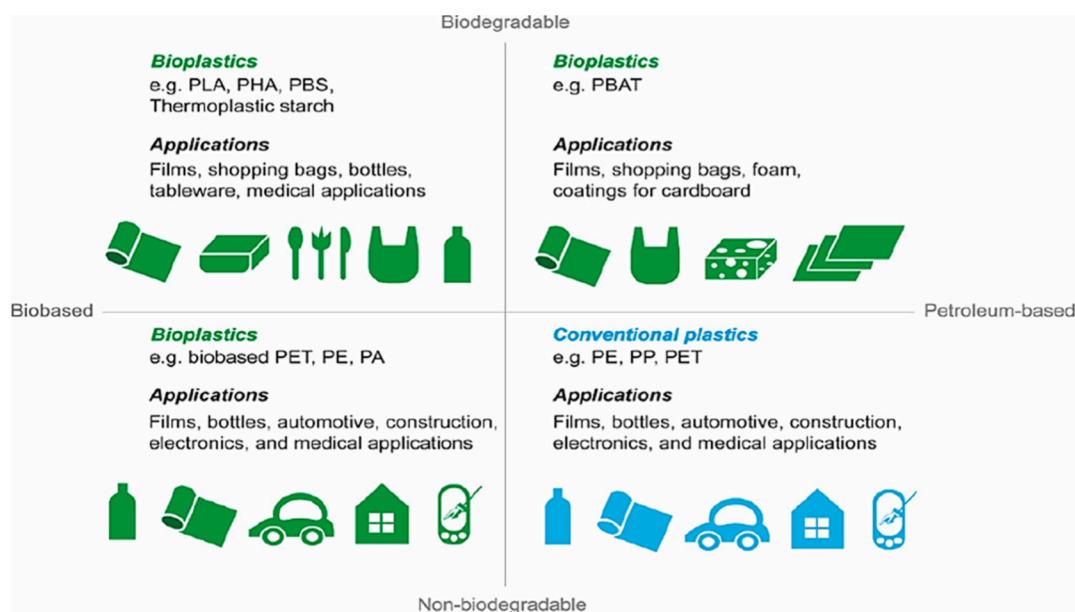 Biodegradable
Bioplastics
e.g. PLA, PHA, PBS,
Thermoplastic starch
Applications
Films, shopping bags, bottles,
tableware, medical applications
Bioplastics
e.g. PBAT
Applications
Films, shopping bags, foam,
coatings for cardboard
Biobased
Petroleum-based
Bioplastics
e.g. biobased PET, PE, PA
Applications
Films, bottles, automotive, construction,
electronics, and medical applications
Conventional plastics
e.g. PE, PP, PET
Applications
Films, bottles, automotive, construction,
electronics, and medical applications
Non-biodegradable